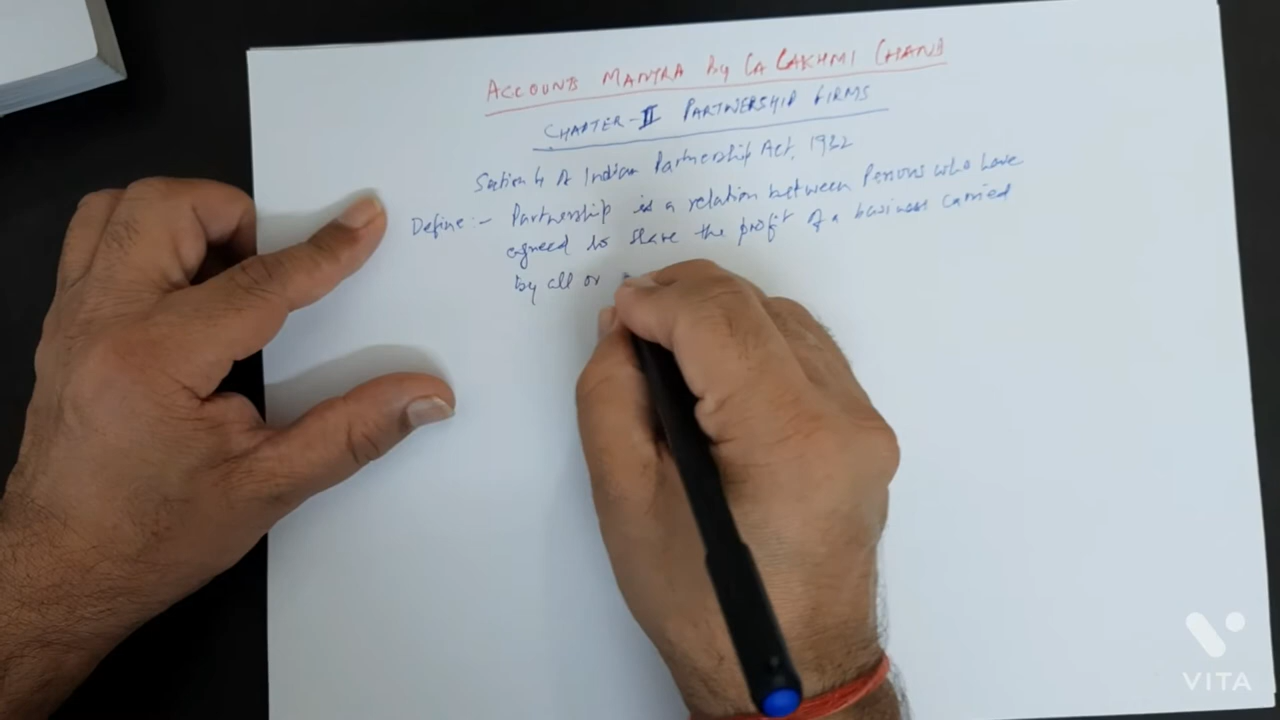 ACCOUNTS MANTRA By CA LAKHMI CHAND
CHAPTER-II PARTNERSHIP FIRMS
Section 4 of Indian Partnership Act, 1932
Define:- Partnership is a relation between Persons who have
agreed to share the profit of a business carried
by all or
VITA